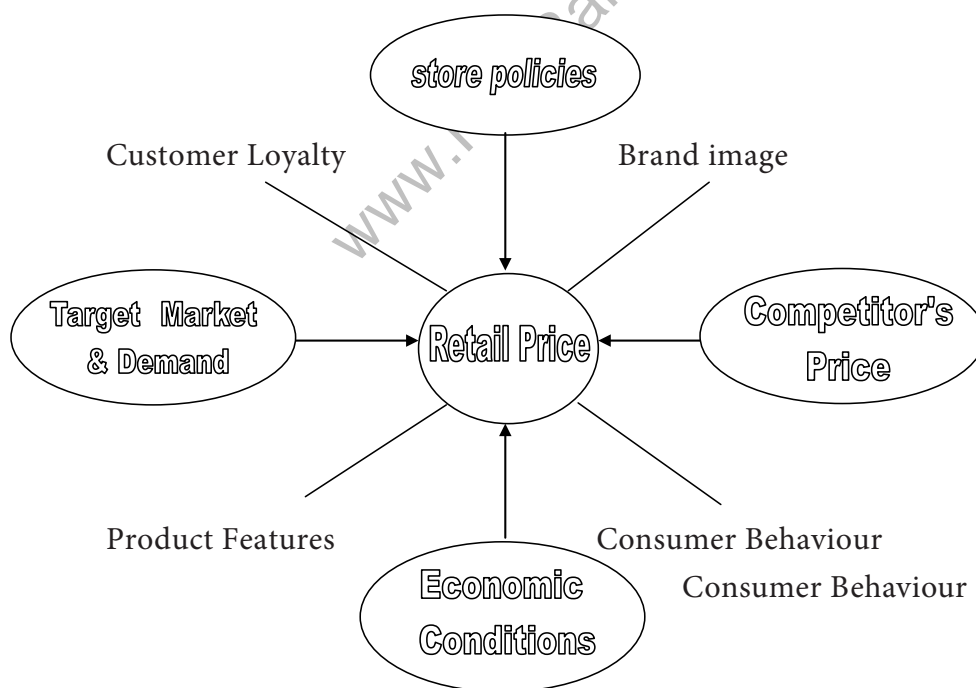 store policies
Customer Loyalty
Brand image
Target Market
& Demand
Retail Price
Competitor's
Price
Product Features
Consumer Behaviour
Consumer Behaviour
Economic
Conditions